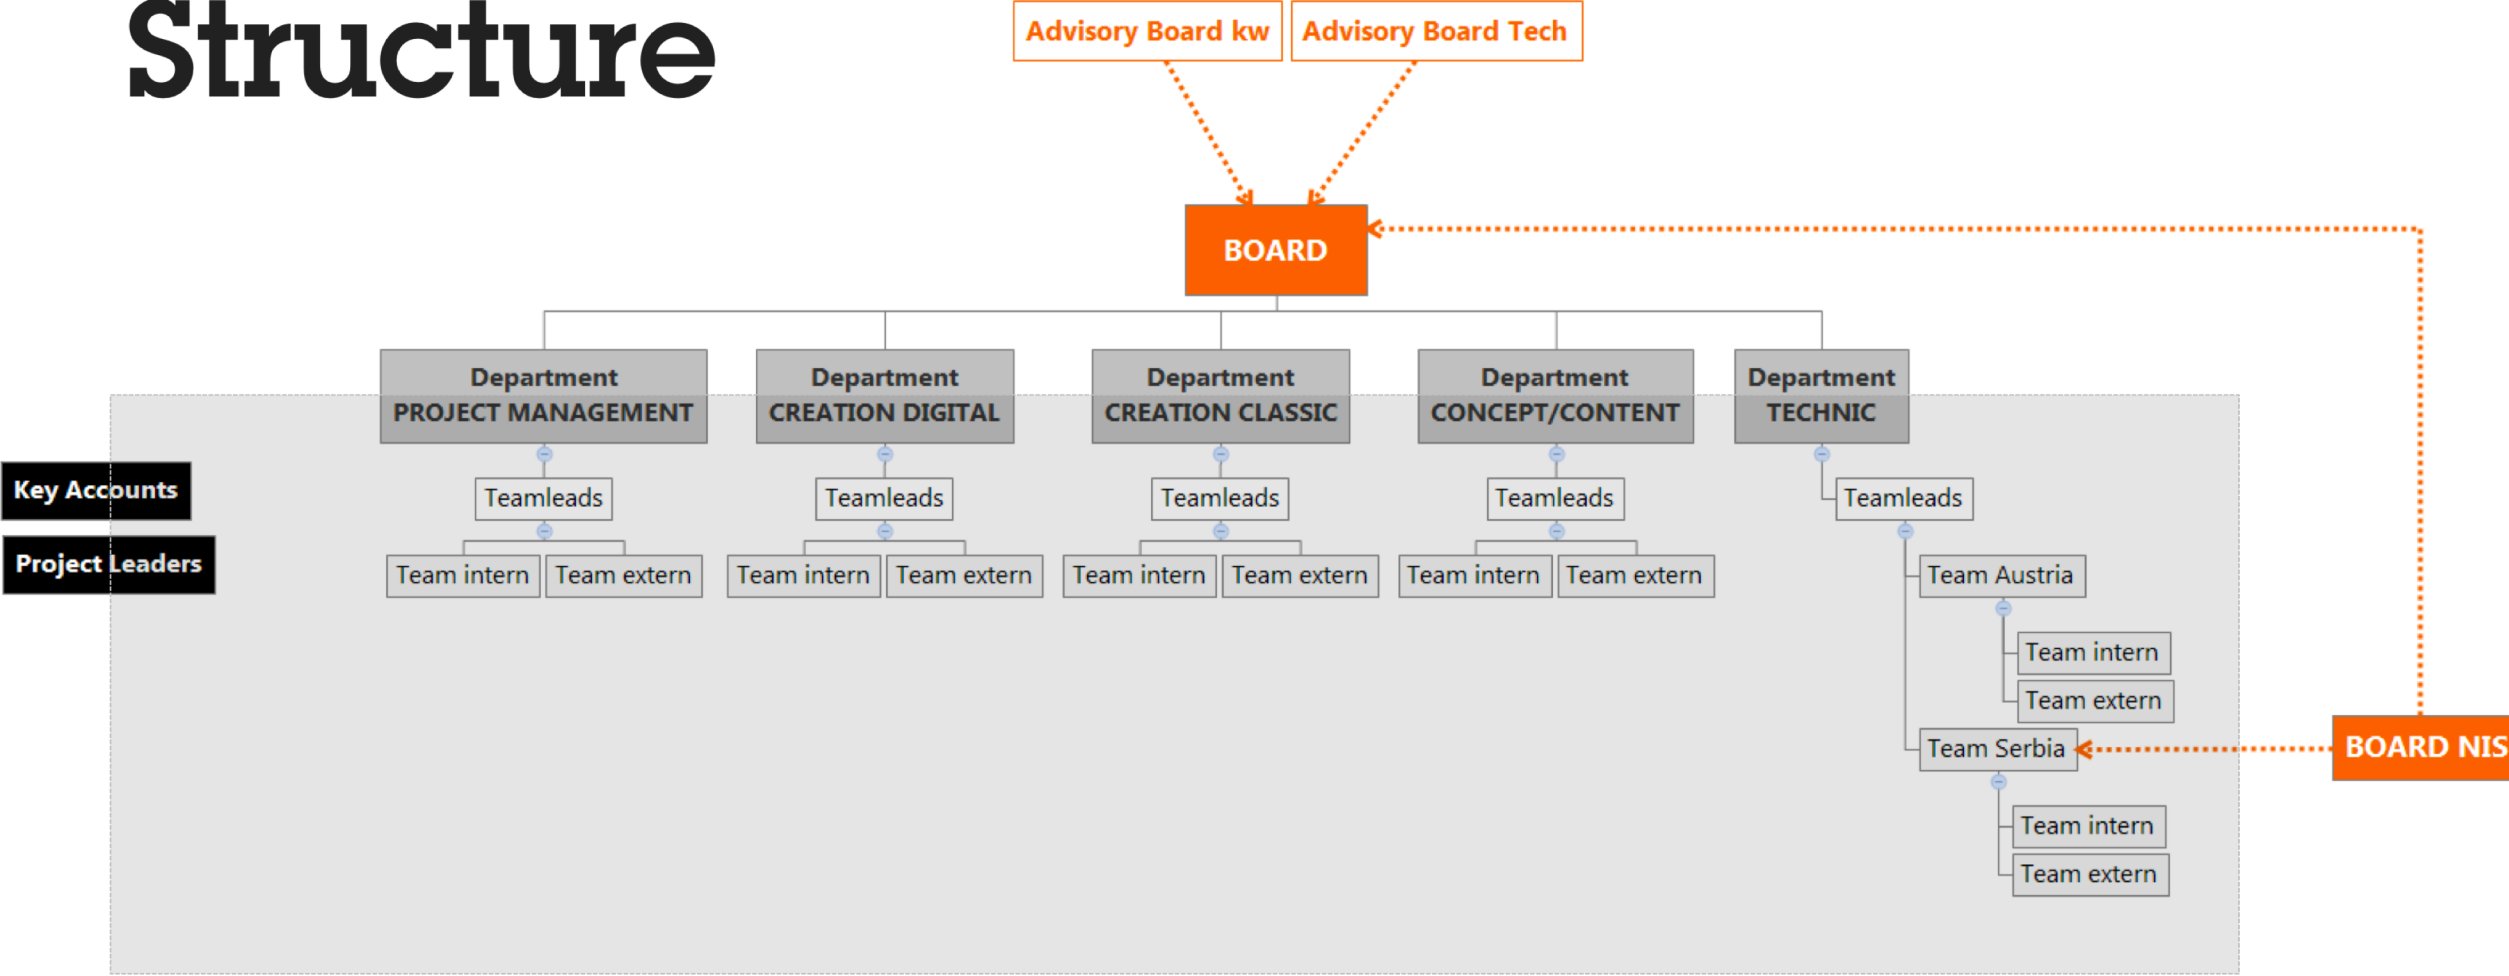 Structure
Advisory Board kw
Advisory Board Tech
BOARD
Department
PROJECT MANAGEMENT
Department
CREATION DIGITAL
Department
CREATION CLASSIC
Department
CONCEPT/CONTENT
Department
TECHNIC
Key Accounts
Project Leaders
Teamleads
Teamleads
Teamleads
Teamleads
Teamleads
Team intern
Team extern
Team intern
Team extern
Team intern
Team extern
Team intern
Team extern
Team Austria
Team intern
Team extern
Team Serbia
BOARD NIS
Team intern
Team extern